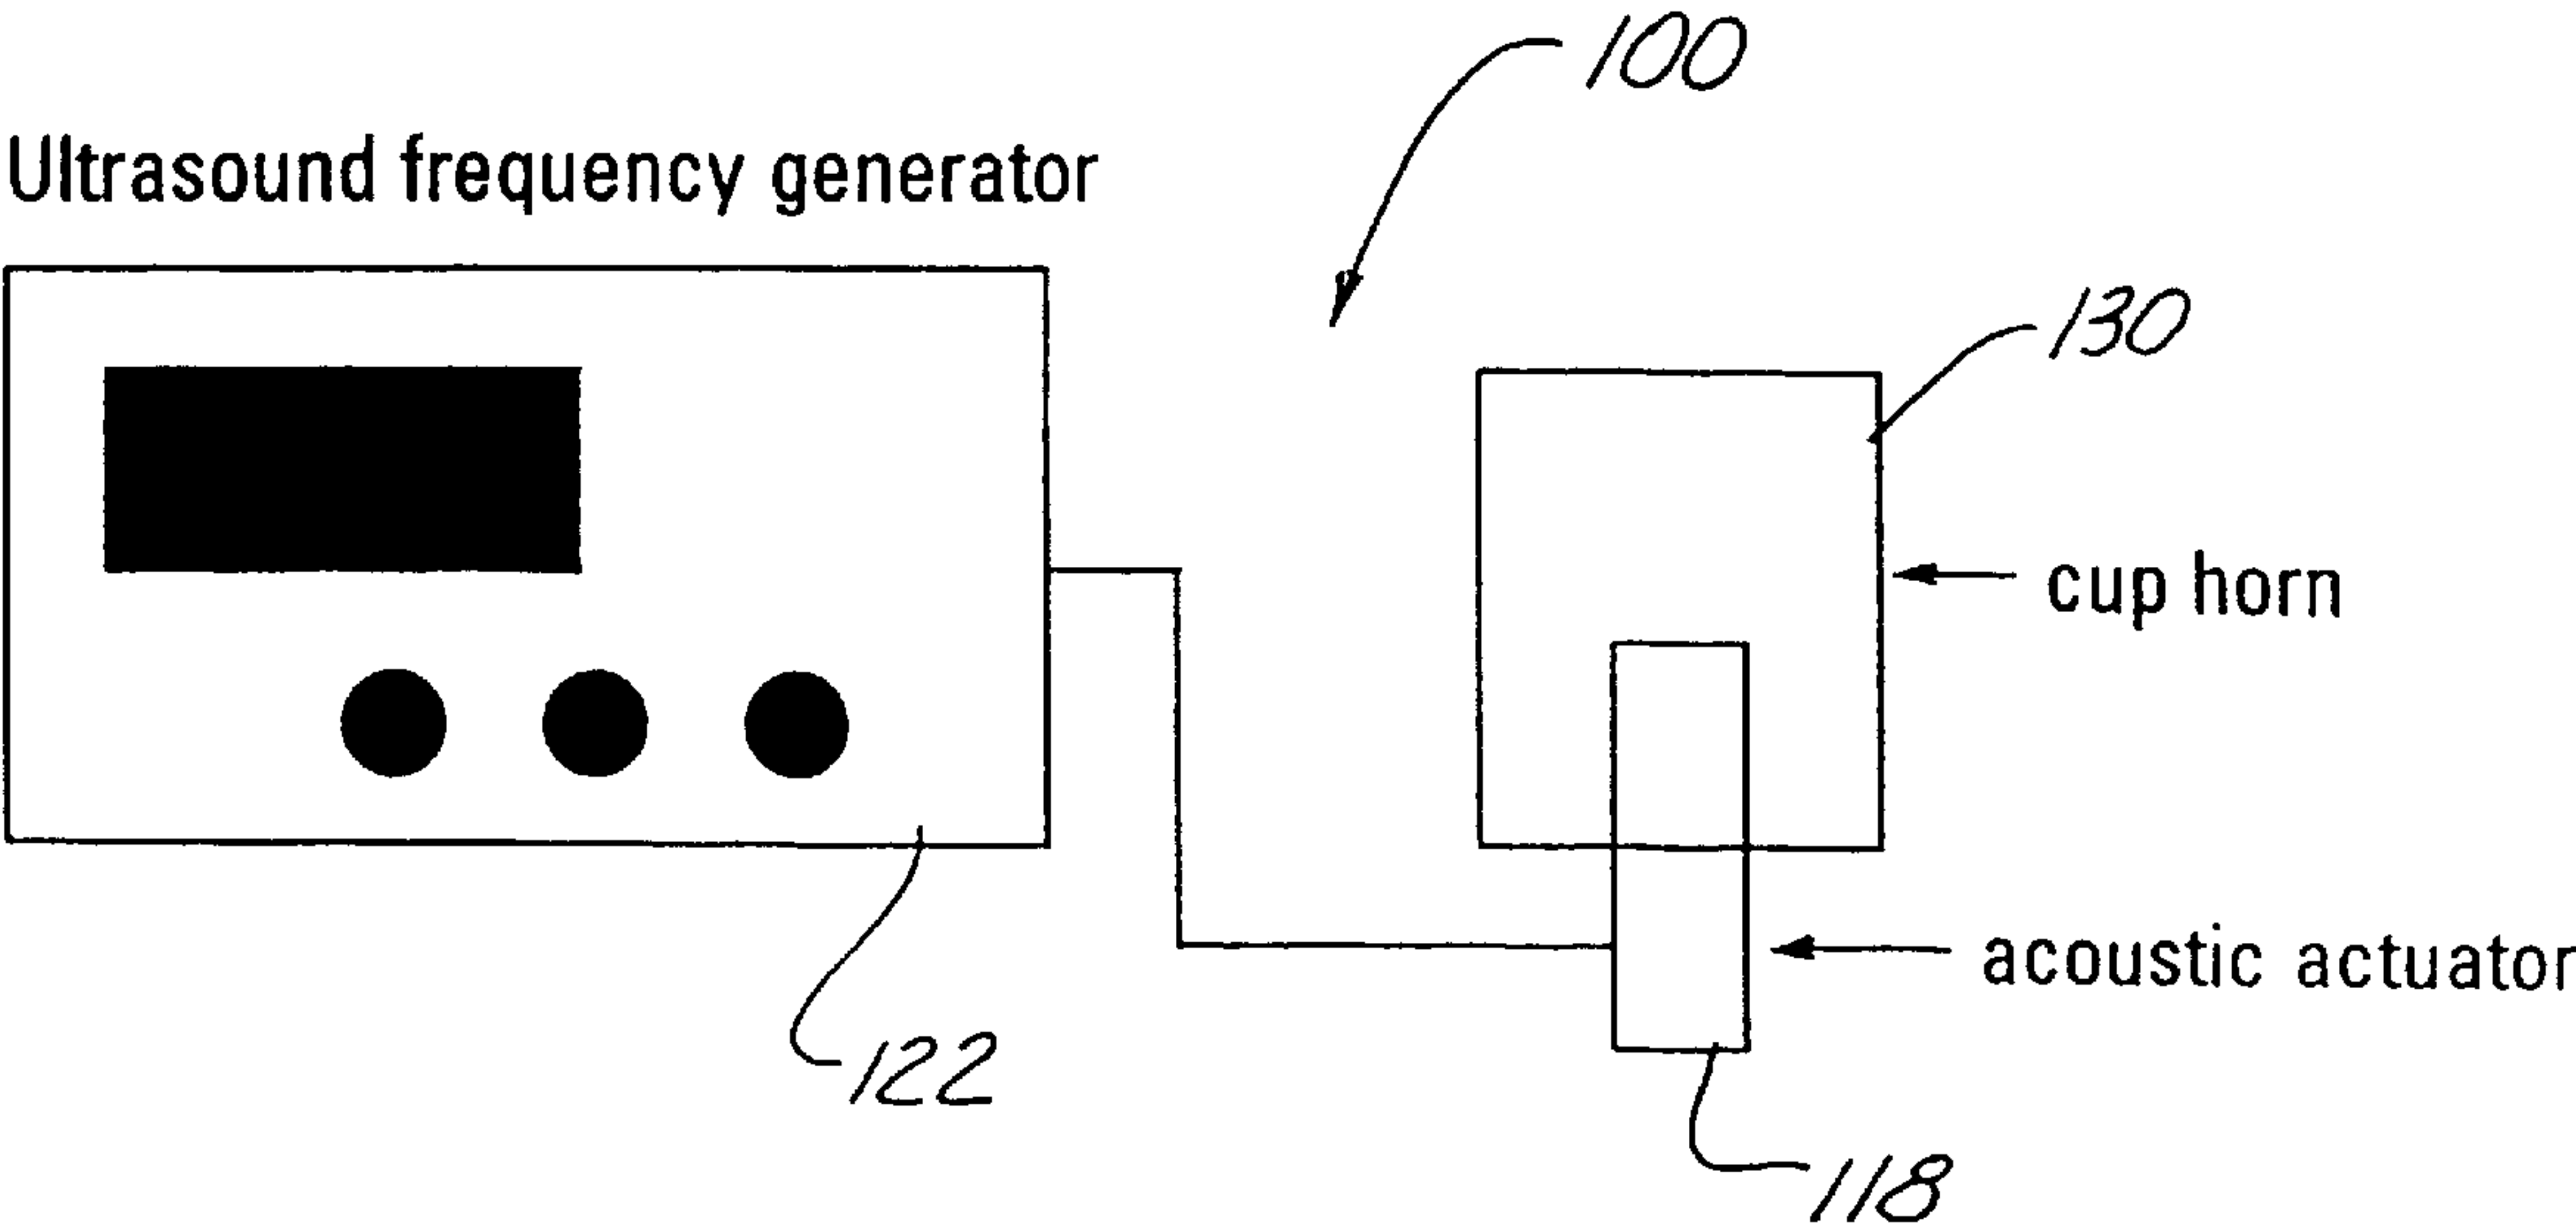 100
Ultrasound frequency generator
130
cup horn
acoustic actuator
122
118